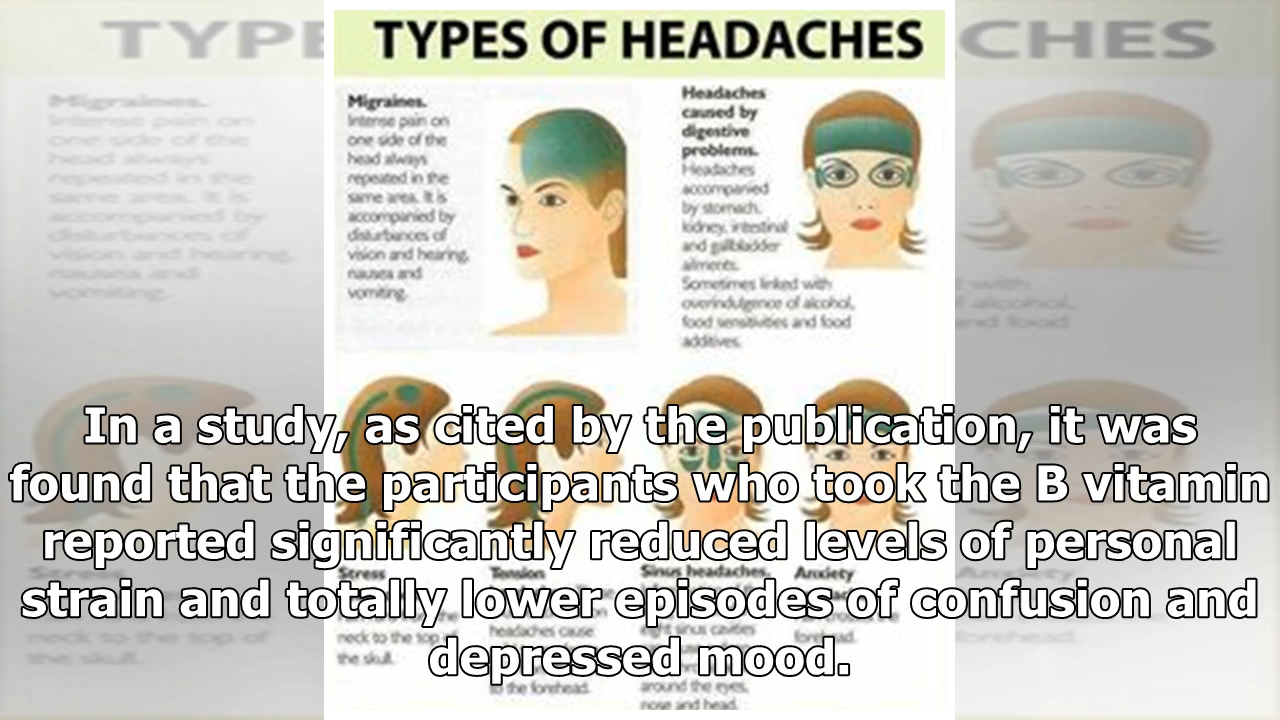 TYPES OF HEADACHES
Migraines.
Intense pain on
one side of the
head always
repeated in the
same area. It is
accompanied by
disturbances of
vision and hearing,
nausea and
vomiting.
Headaches
caused by
digestive
problems.
Headaches
accompanied
by stomach,
kidney, intestinal
and gallbladder
ailments.
Sometimes linked with
overindulgence of alcohol,
food sensitivities and food
additives.
In a study, as cited by the publication, it was
found that the participants who took the B vitamin
reported significantly reduced levels of personal
strain and totally lower episodes of confusion and
depressed mood.
Stress
neck to the top
the skull.
Tension
headaches cause
to the forehead.
Sinus headaches.
sinus cavities
around the eyes,
nose and head.
Anxiety
forehead.